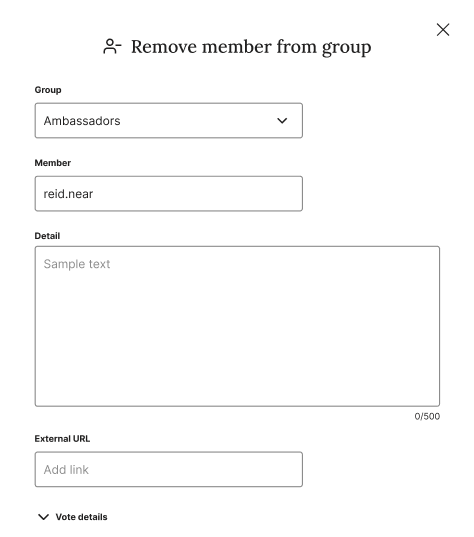 Remove member from group
Group
Ambassadors
Member
reid.near
Detail
Sample text
0/500
External URL
Add link
Vote details